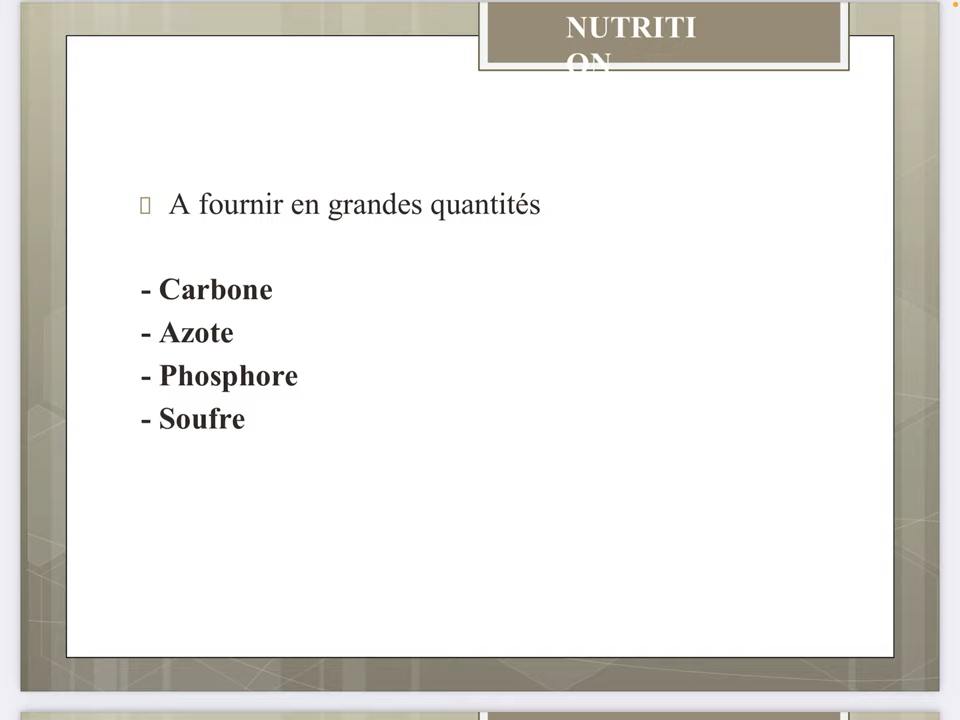 NUTRITI
ON
A fournir en grandes quantités
- Carbone
- Azote
- Phosphore
- Soufre